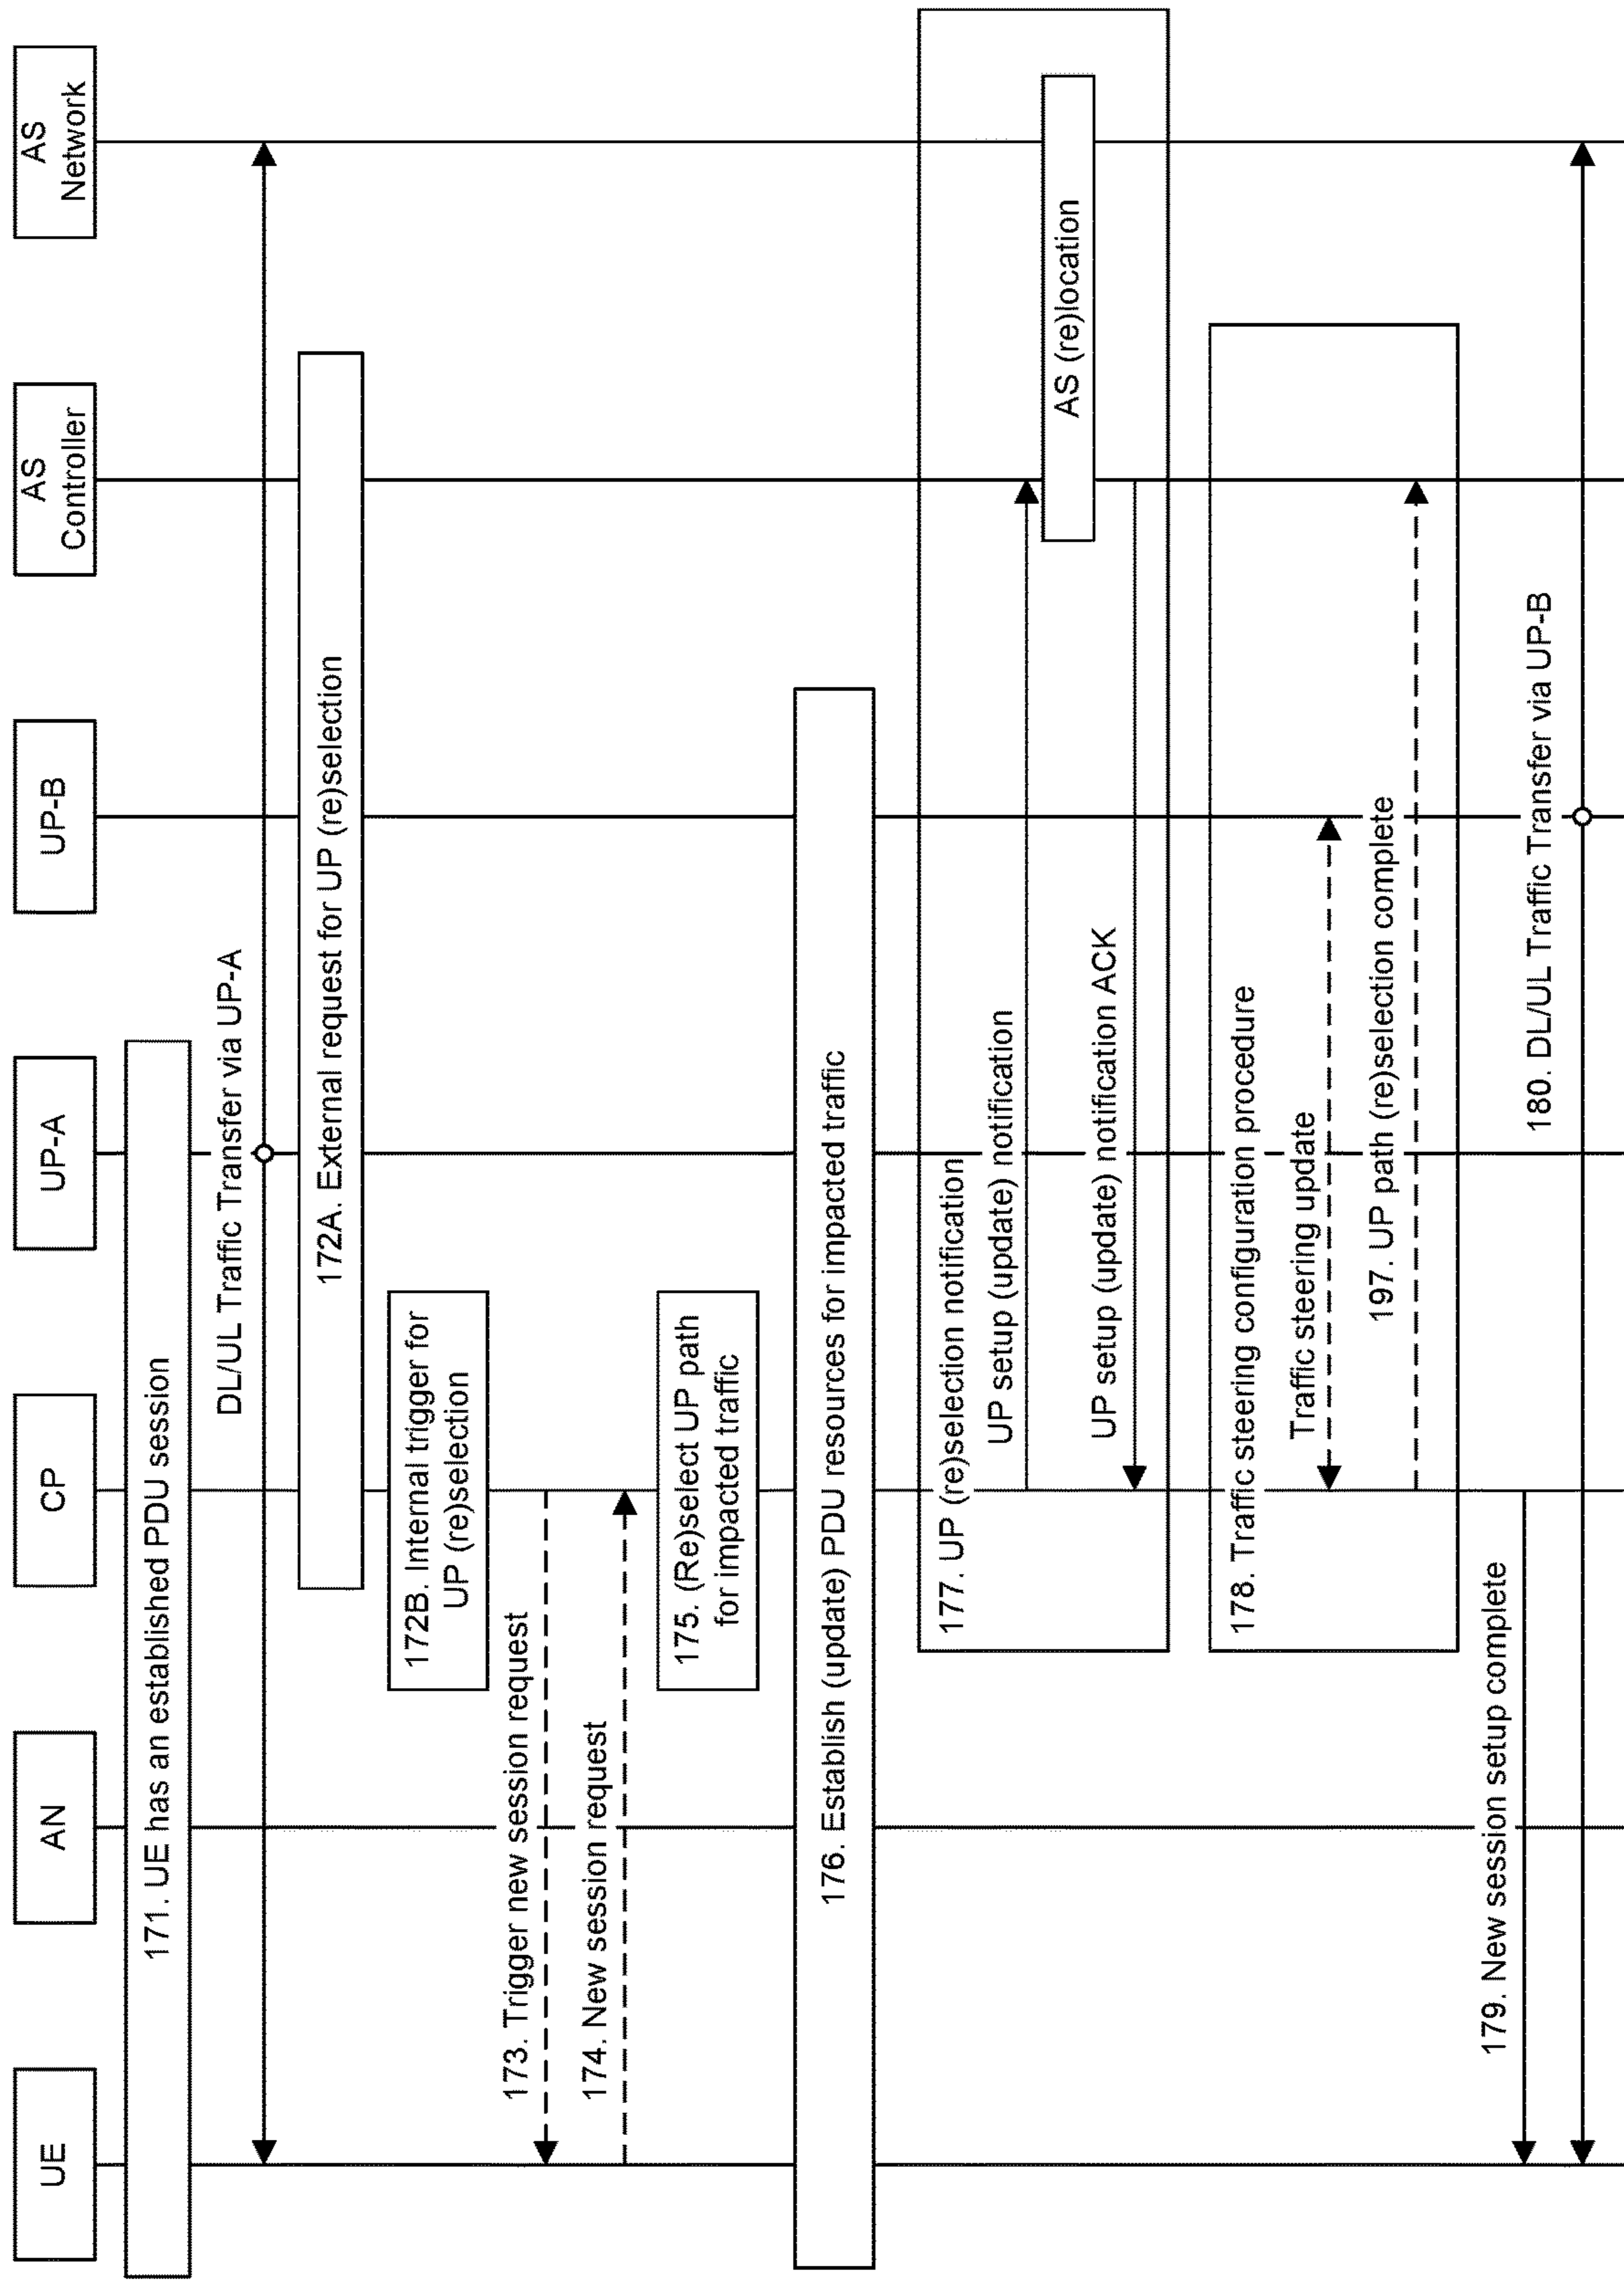 UE
AN
CP
UP-A
UP-B
AS
Controller
AS
Network
171. UE has an established PDU session
DL/UL Traffic Transfer via UP-A
172A. External request for UP (re)selection
172B. Internal trigger for
UP (re)selection
173. Trigger new session request
174. New session request
175. (Re)select UP path
for impacted traffic
176. Establish (update) PDU resources for impacted traffic
177. UP (re)selection notification
UP setup (update) notification
AS (re)location
UP setup (update) notification ACK
178. Traffic steering configuration procedure
Traffic steering update
197. UP path (re)selection complete
179. New session setup complete
180. DL/UL Traffic Transfer via UP-B